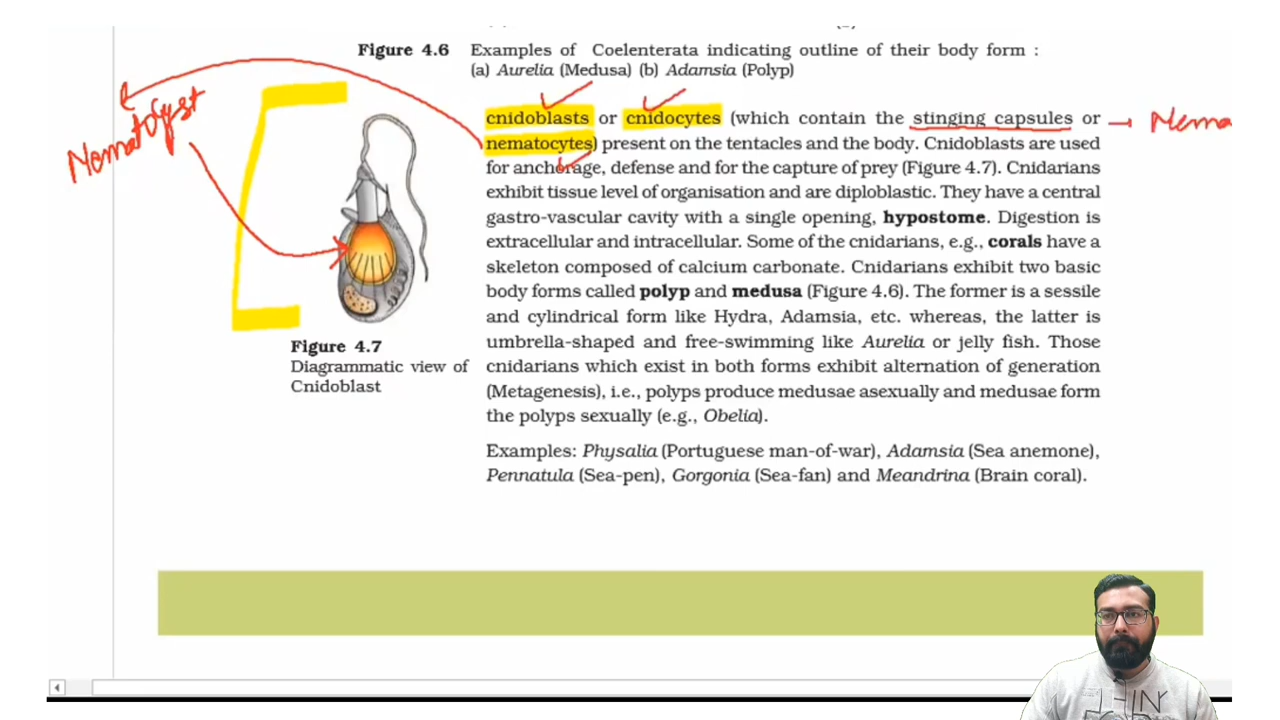 Figure 4.6 Examples of Coelenterata indicating outline of their body form :
(a) Aurelia (Medusa) (b) Adamsia (Polyp)
Nematocyst
cnidoblasts or cnidocytes (which contain the stinging capsules or → Nema
nematocytes) present on the tentacles and the body. Cnidoblasts are used
for anchorage, defense and for the capture of prey (Figure 4.7). Cnidarians
exhibit tissue level of organisation and are diploblastic. They have a central
gastro-vascular cavity with a single opening, hypostome. Digestion is
extracellular and intracellular. Some of the cnidarians, e.g., corals have a
skeleton composed of calcium carbonate. Cnidarians exhibit two basic
body forms called polyp and medusa (Figure 4.6). The former is a sessile
and cylindrical form like Hydra, Adamsia, etc. whereas, the latter is
umbrella-shaped and free-swimming like Aurelia or jelly fish. Those
cnidarians which exist in both forms exhibit alternation of generation
(Metagenesis), i.e., polyps produce medusae asexually and medusae form
the polyps sexually (e.g., Obelia).
Figure 4.7
Diagrammatic view of
Cnidoblast
Examples: Physalia (Portuguese man-of-war), Adamsia (Sea anemone),
Pennatula (Sea-pen), Gorgonia (Sea-fan) and Meandrina (Brain coral).